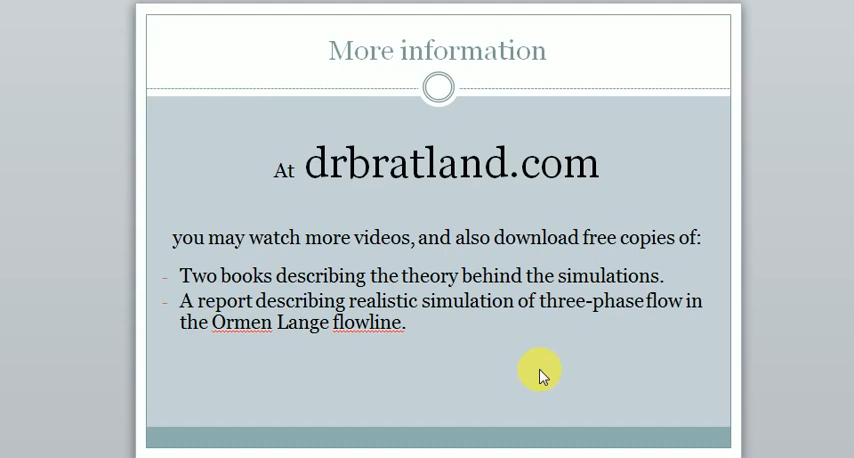 More information
At drbratland.com
you may watch more videos, and also download free copies of:
- Two books describing the theory behind the simulations.
- A report describing realistic simulation of three-phase flow in
the Ormen Lange flowline.